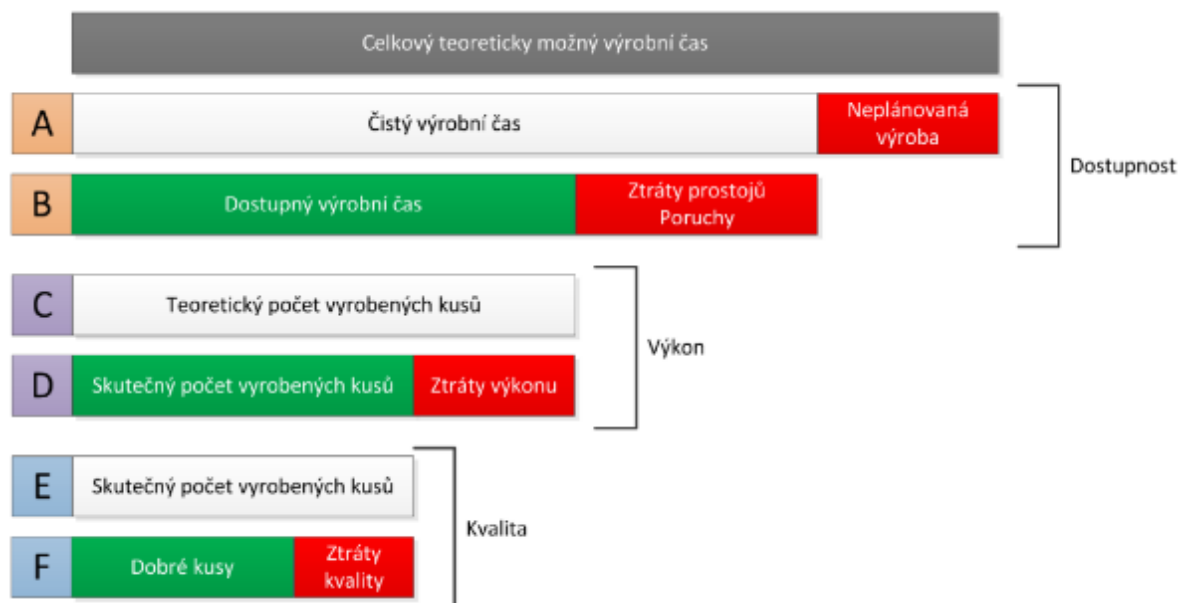 Celkový teoreticky možný výrobní čas
A
Čistý výrobní čas
Neplánovaná
výroba
Dostupnost
B
Dostupný výrobní čas
Ztráty prostojů
Poruchy
C
Teoretický počet vyrobených kusů
Výkon
D
Skutečný počet vyrobených kusů
Ztráty výkonu
E
Skutečný počet vyrobených kusů
Kvalita
F
Dobré kusy
Ztráty
kvality